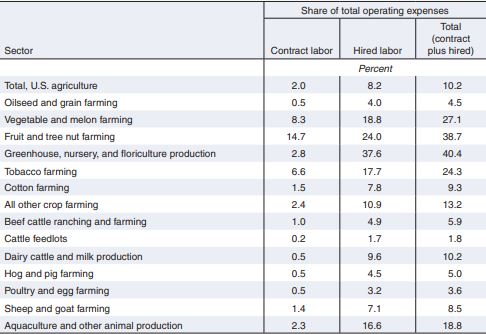 Share of total operating expenses
Sector Contract labor Hired labor Total
(contract
plus hired)
Percent
Total, U.S. agriculture 2.0 8.2 10.2
Oilseed and grain farming 0.5 4.0 4.5
Vegetable and melon farming 8.3 18.8 27.1
Fruit and tree nut farming 14.7 24.0 38.7
Greenhouse, nursery, and floriculture production 2.8 37.6 40.4
Tobacco farming 6.6 17.7 24.3
Cotton farming 1.5 7.8 9.3
All other crop farming 2.4 10.9 13.2
Beef cattle ranching and farming 1.0 4.9 5.9
Cattle feedlots 0.2 1.7 1.8
Dairy cattle and milk production 0.5 9.6 10.2
Hog and pig farming 0.5 4.5 5.0
Poultry and egg farming 0.5 3.2 3.6
Sheep and goat farming 1.4 7.1 8.5
Aquaculture and other animal production 2.3 16.6 18.8